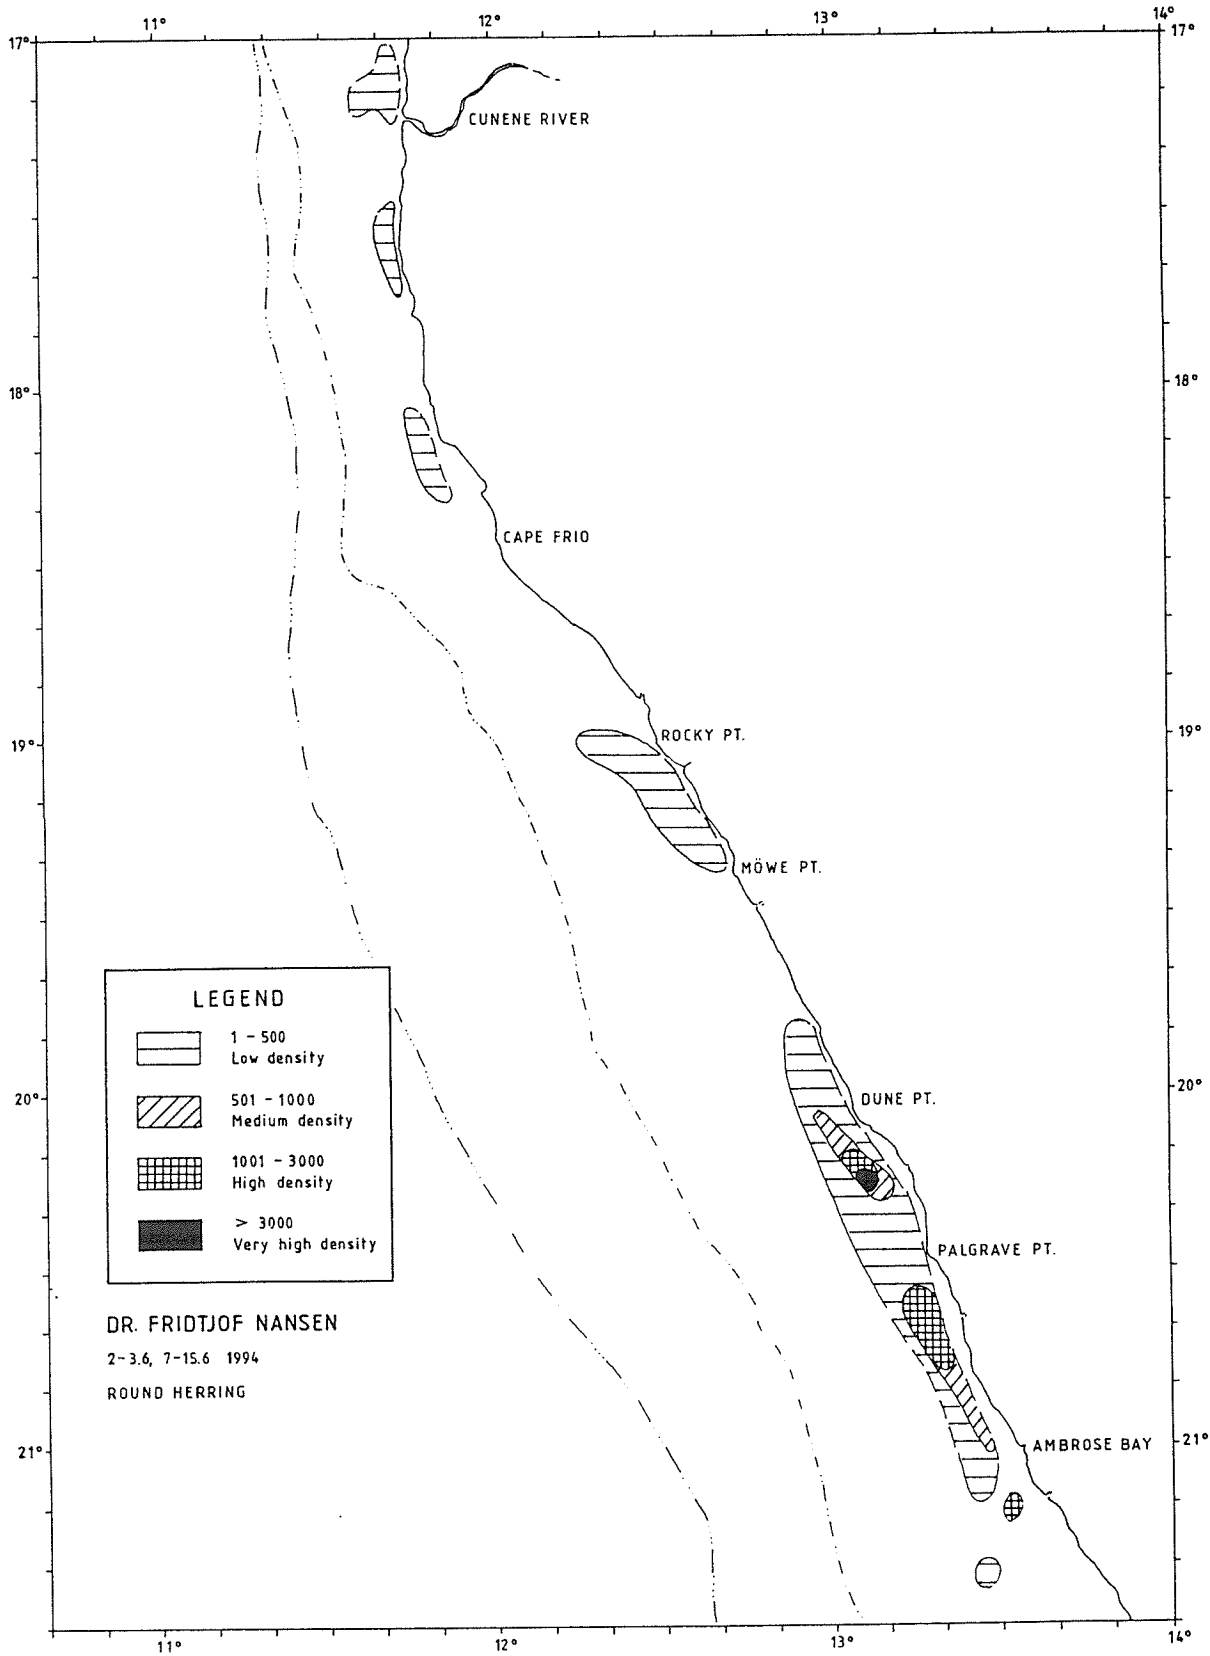 11° 12° 13° 14°
17° 17°
CUNENE RIVER
18° 18°
CAPE FRIO
19° ROCKY PT. 19°
MÖWE PT.
LEGEND
1 - 500
Low density
501 - 1000
Medium density
1001 - 3000
High density
> 3000
Very high density
20° DUNE PT. 20°
PALGRAVE PT.
DR. FRIDTJOF NANSEN
2-3.6, 7-15.6 1994
ROUND HERRING
21° AMBROSE BAY 21°
11° 12° 13° 14°